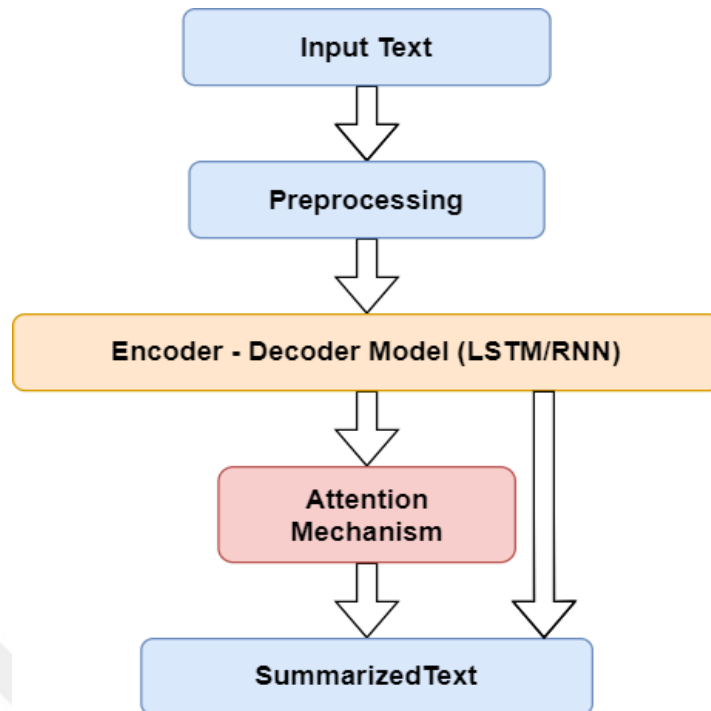 Input Text
Preprocessing
Encoder - Decoder Model (LSTM/RNN)
Attention
Mechanism
SummarizedText